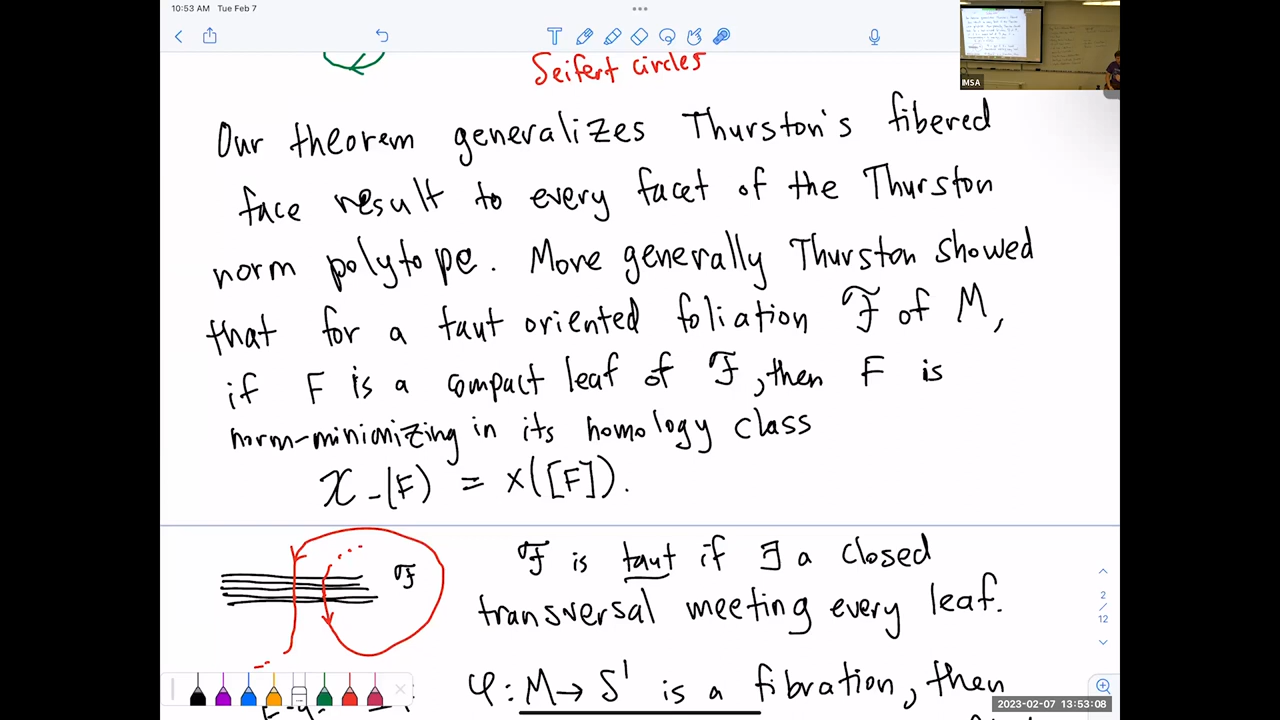 10:53 AM Tue Feb 7
Seifert circles
IMSA
Our theorem generalizes Thurston's fibered
face result to every facet of the Thurston
norm polytope. More generally Thurston showed
that for a taut oriented foliation ℱ of M,
if F is a compact leaf of ℱ, then F is
norm-minimizing in its homology class
χ_(F) = x([F]).
ℱ
ℱ is taut if ∃ a closed
transversal meeting every leaf.
2
/
12
φ: M → S¹ is a fibration, then
2023-02-07 13:53:08